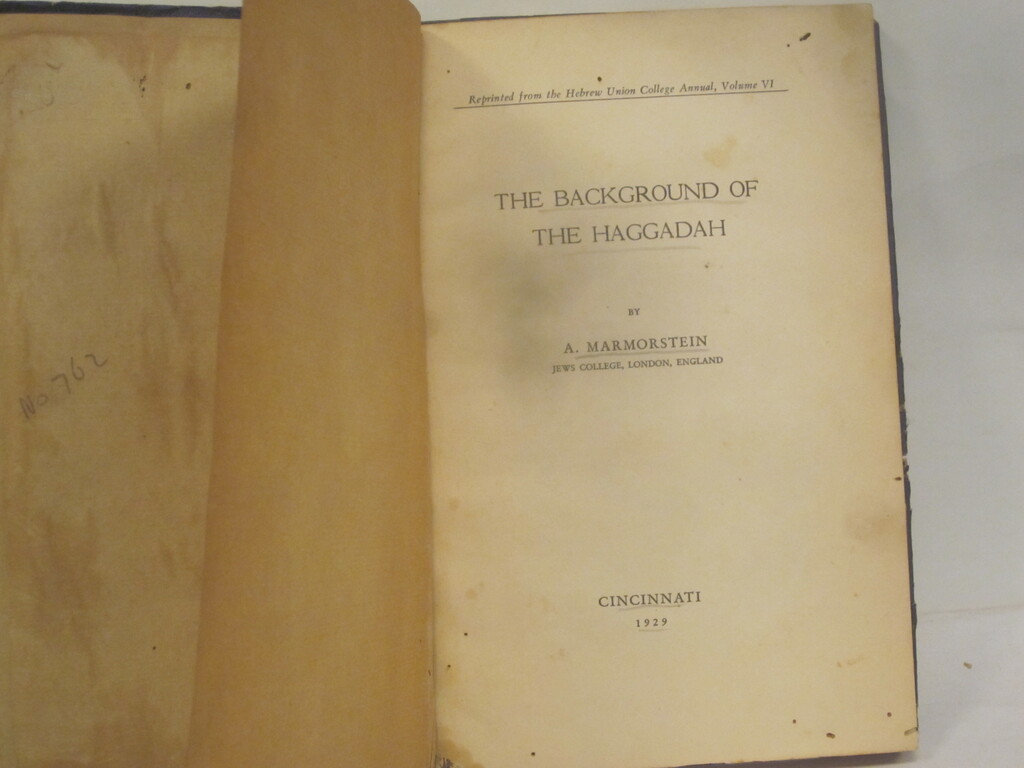 No 762
Reprinted from the Hebrew Union College Annual, Volume VI
THE BACKGROUND OF
THE HAGGADAH
BY
A. MARMORSTEIN
JEWS COLLEGE, LONDON, ENGLAND
CINCINNATI
1929